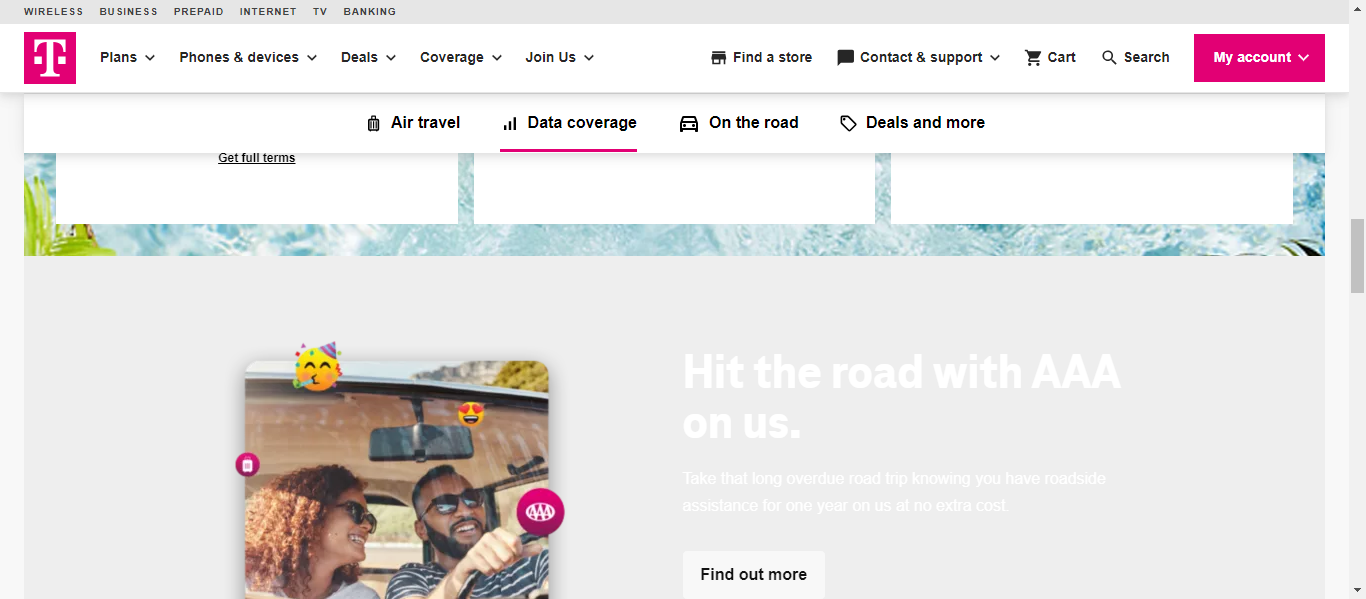 WIRELESS BUSINESS PREPAID INTERNET TV BANKING
T Plans Phones & devices Deals Coverage Join Us Find a store Contact & support Cart Search My account
Air travel Data coverage On the road Deals and more
Get full terms
Hit the road with AAA
on us.
Take that long overdue road trip knowing you have roadside
assistance for one year on us at no extra cost.
AAA
Find out more